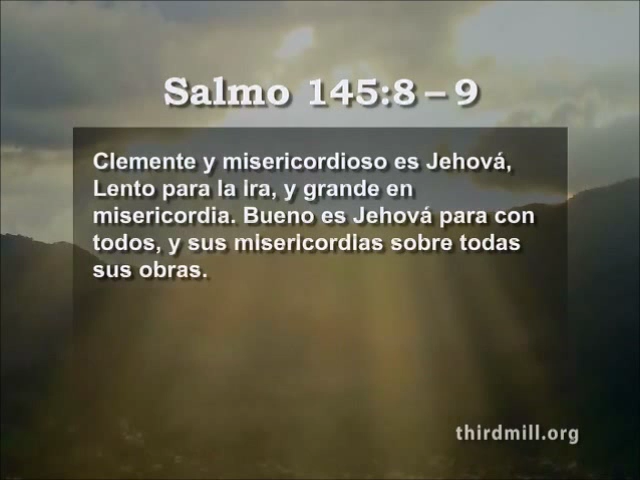 Salmo 145:8 – 9
Clemente y misericordioso es Jehová,
Lento para la ira, y grande en
misericordia. Bueno es Jehová para con
todos, y sus misericordias sobre todas
sus obras.
thirdmill.org